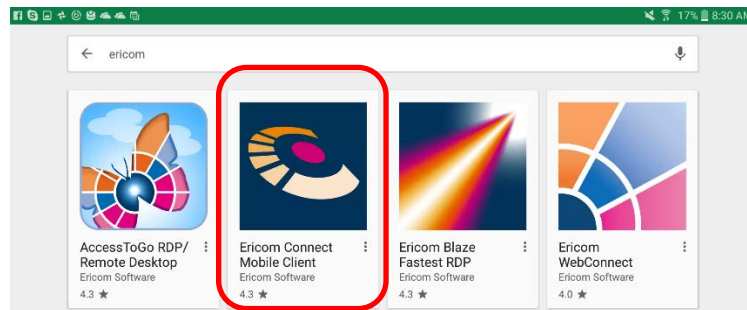 17% 8:30 AM
ericom
AccessToGo RDP/
Remote Desktop
Ericom Software
4.3 ★
Ericom Connect
Mobile Client
Ericom Software
4.3 ★
Ericom Blaze
Fastest RDP
Ericom Software
4.3 ★
Ericom
WebConnect
Ericom Software
4.0 ★